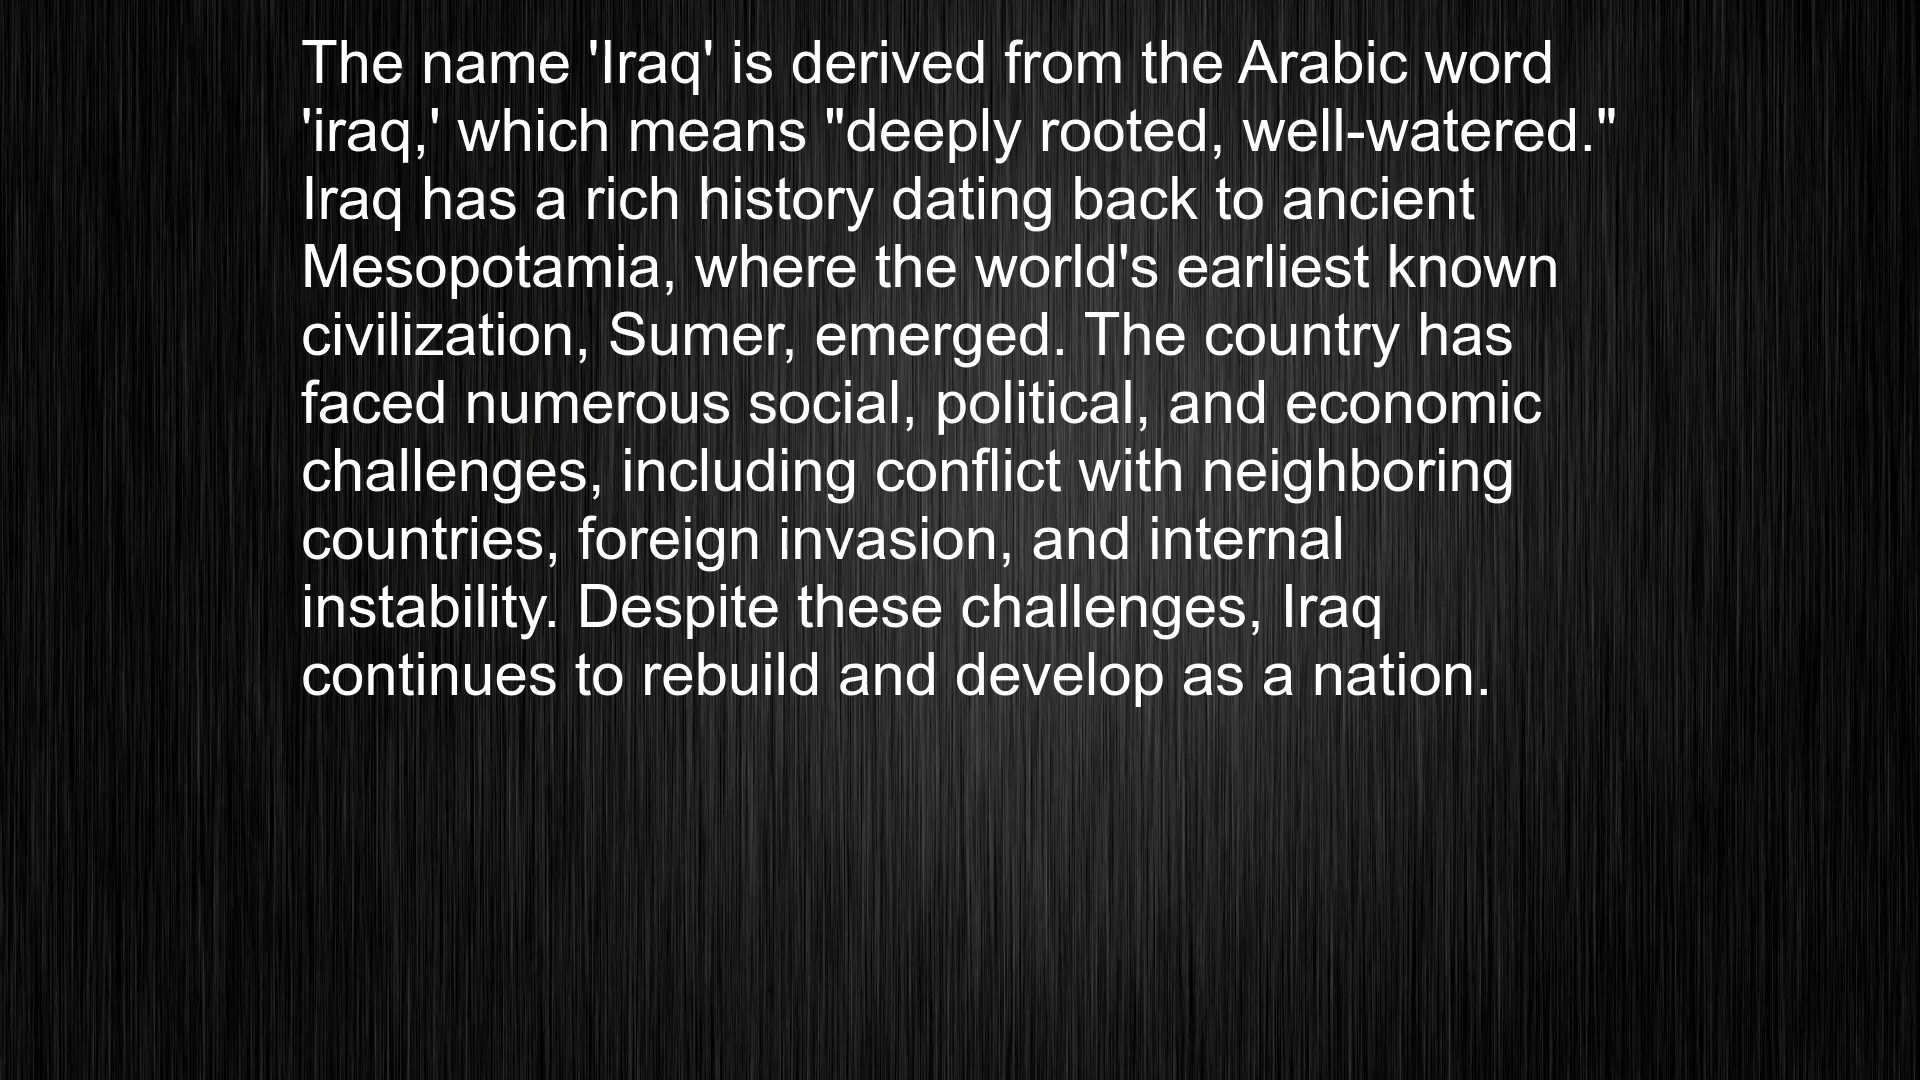 The name 'Iraq' is derived from the Arabic word
'iraq,' which means "deeply rooted, well-watered."
Iraq has a rich history dating back to ancient
Mesopotamia, where the world's earliest known
civilization, Sumer, emerged. The country has
faced numerous social, political, and economic
challenges, including conflict with neighboring
countries, foreign invasion, and internal
instability. Despite these challenges, Iraq
continues to rebuild and develop as a nation.